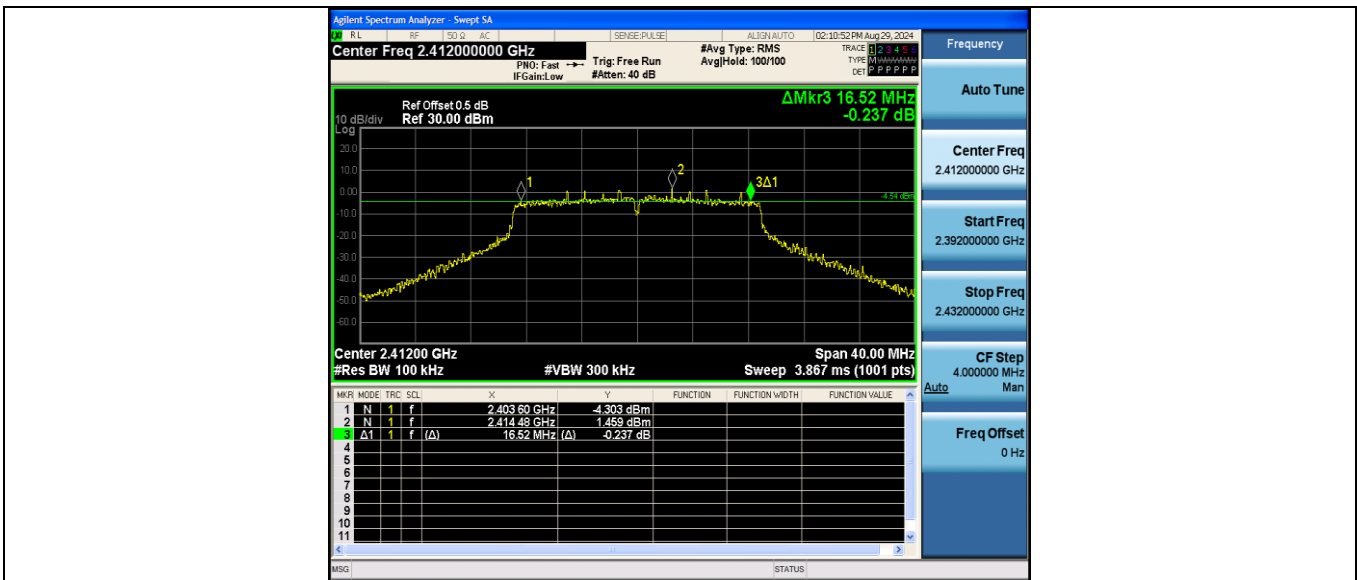 Agilent Spectrum Analyzer - Swept SA
LXI RL RF 50 Ω AC SENSE:PULSE ALIGN AUTO 02:10:52 PM Aug 29, 2024
Center Freq 2.412000000 GHz
PNO: Fast
IFGain:Low
Trig: Free Run
#Atten: 40 dB
#Avg Type: RMS
Avg|Hold: 100/100
TRACE 1 2 3 4 5 6
TYPE M
DET P P P P P P
ΔMkr3 16.52 MHz
-0.237 dB
Ref Offset 0.5 dB
10 dB/div Ref 30.00 dBm
Log
20.0
10.0
0.00
-10.0
-20.0
-30.0
-40.0
-50.0
-60.0
1
2
3Δ1
-4.54 dBm
Center 2.41200 GHz Span 40.00 MHz
#Res BW 100 kHz #VBW 300 kHz Sweep 3.867 ms (1001 pts)
MKR MODE TRC SCL X Y FUNCTION FUNCTION WIDTH FUNCTION VALUE
1 N 1 f 2.403 60 GHz -4.303 dBm
2 N 1 f 2.414 48 GHz 1.459 dBm
3 Δ1 1 f (Δ) 16.52 MHz (Δ) -0.237 dB
4
5
6
7
8
9
10
11
MSG STATUS
Frequency
Auto Tune
Center Freq
2.412000000 GHz
Start Freq
2.392000000 GHz
Stop Freq
2.432000000 GHz
CF Step
4.000000 MHz
Auto Man
Freq Offset
0 Hz